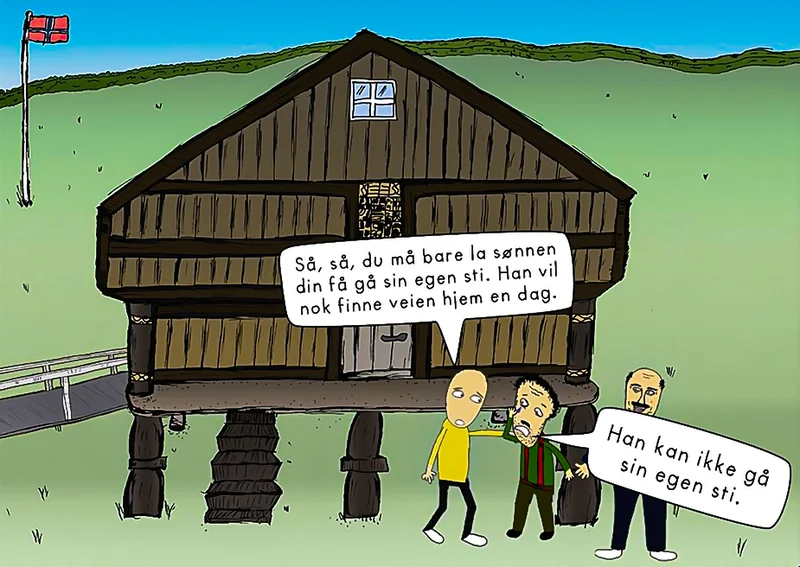 Så, så, du må bare la sønnen
din få gå sin egen sti. Han vil
nok finne veien hjem en dag.
Han kan ikke gå
sin egen sti.